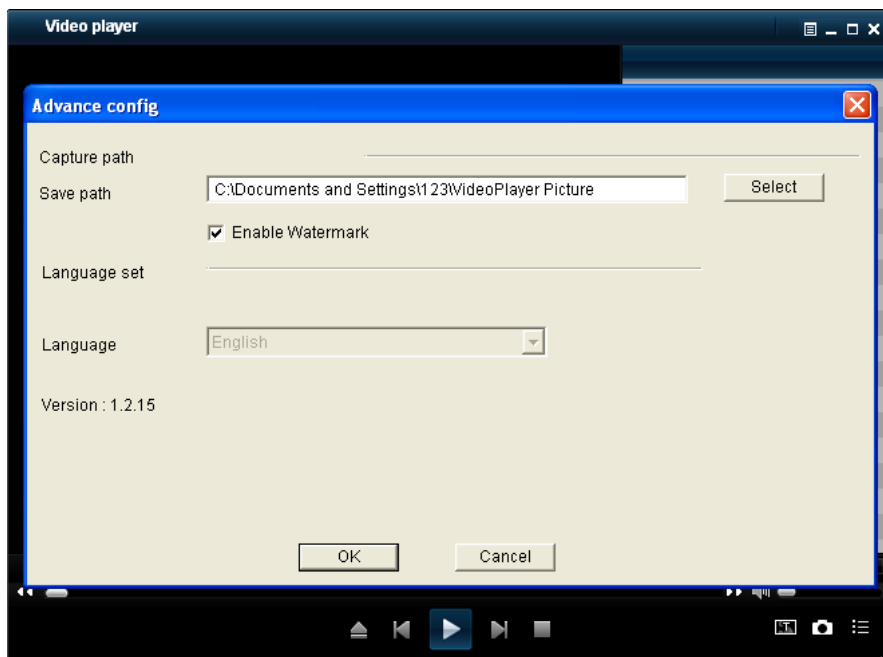 Video player
Advance config
Capture path
Save path
C:\Documents and Settings\123\VideoPlayer Picture
Select
Enable Watermark
Language set
Language
English
Version : 1.2.15
OK
Cancel